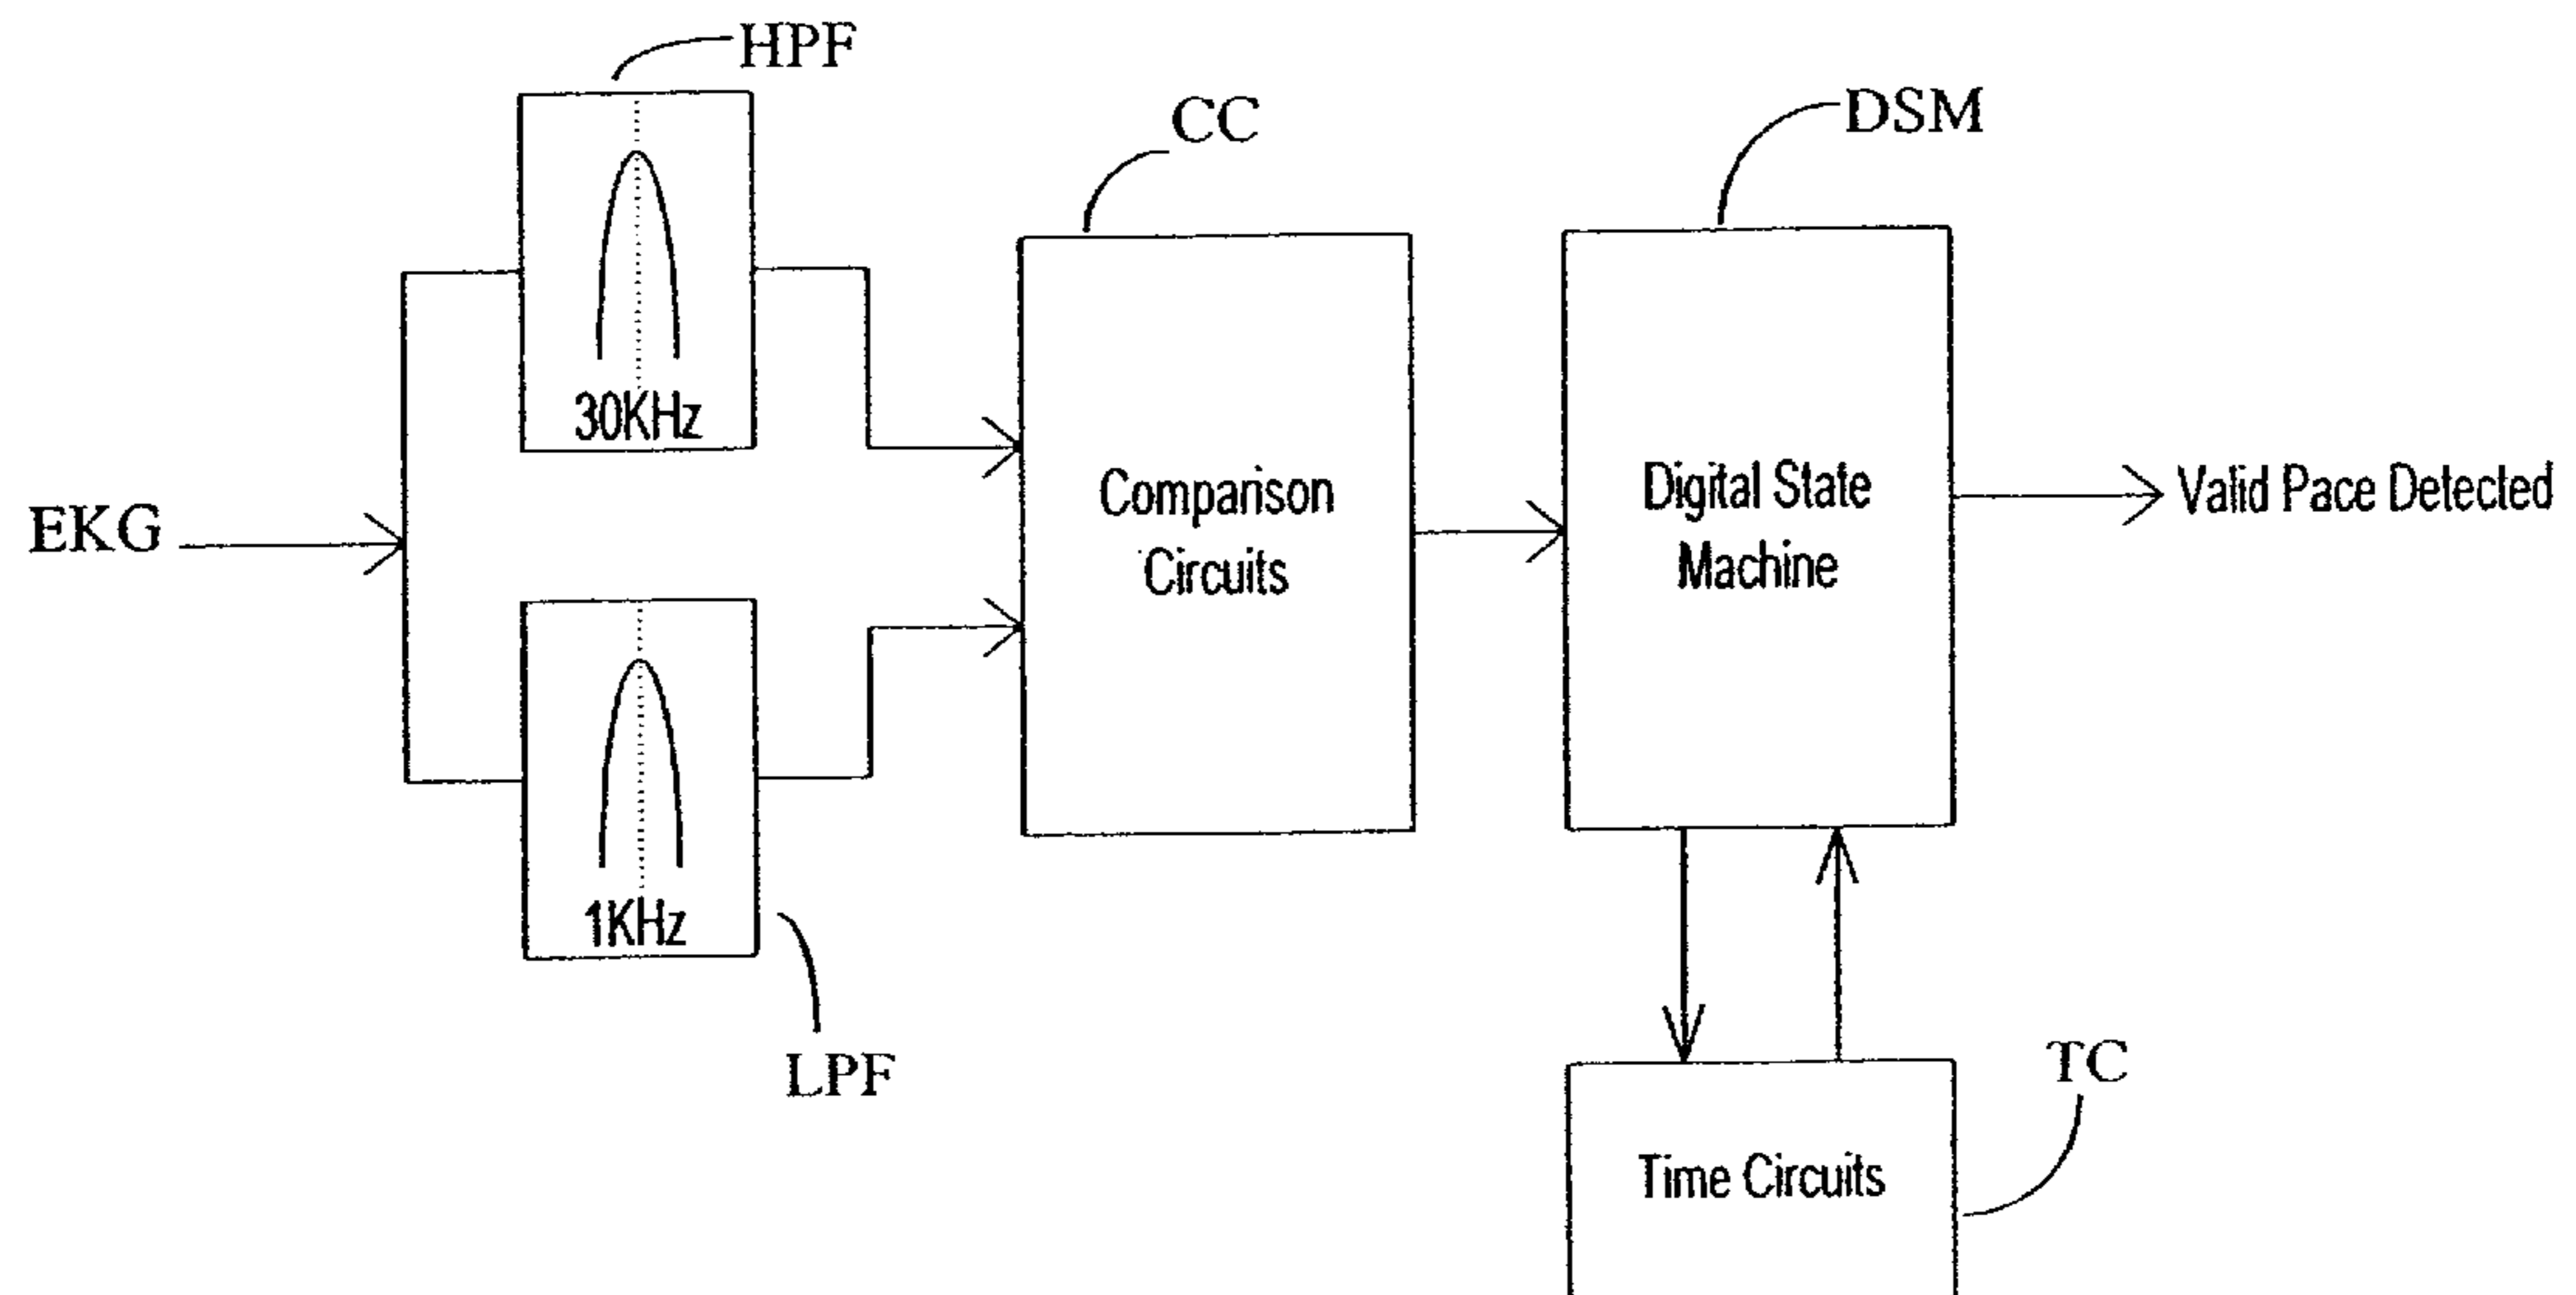 HPF
CC
DSM
30KHz
EKG
Comparison
Circuits
Digital State
Machine
Valid Pace Detected
1KHz
LPF
TC
Time Circuits